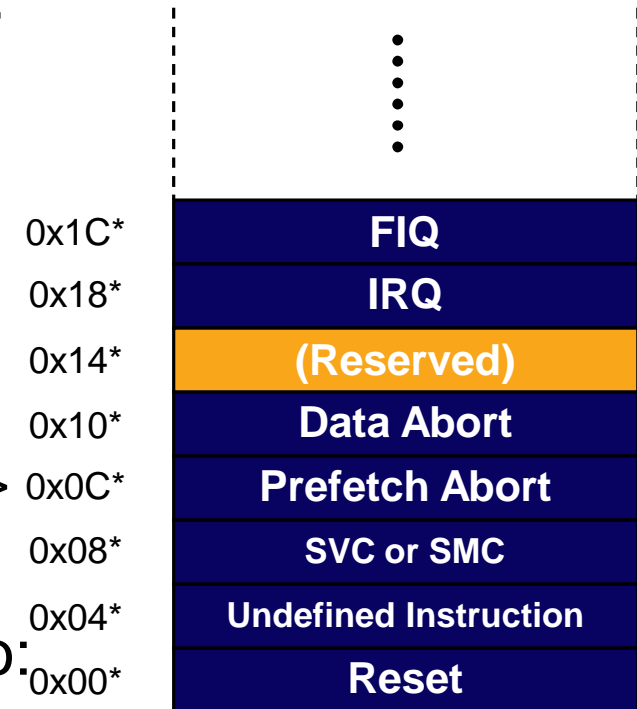 0x1C* FIQ
0x18* IRQ
0x14* (Reserved)
0x10* Data Abort
0x0C* Prefetch Abort
0x08* SVC or SMC
0x04* Undefined Instruction
0x00* Reset